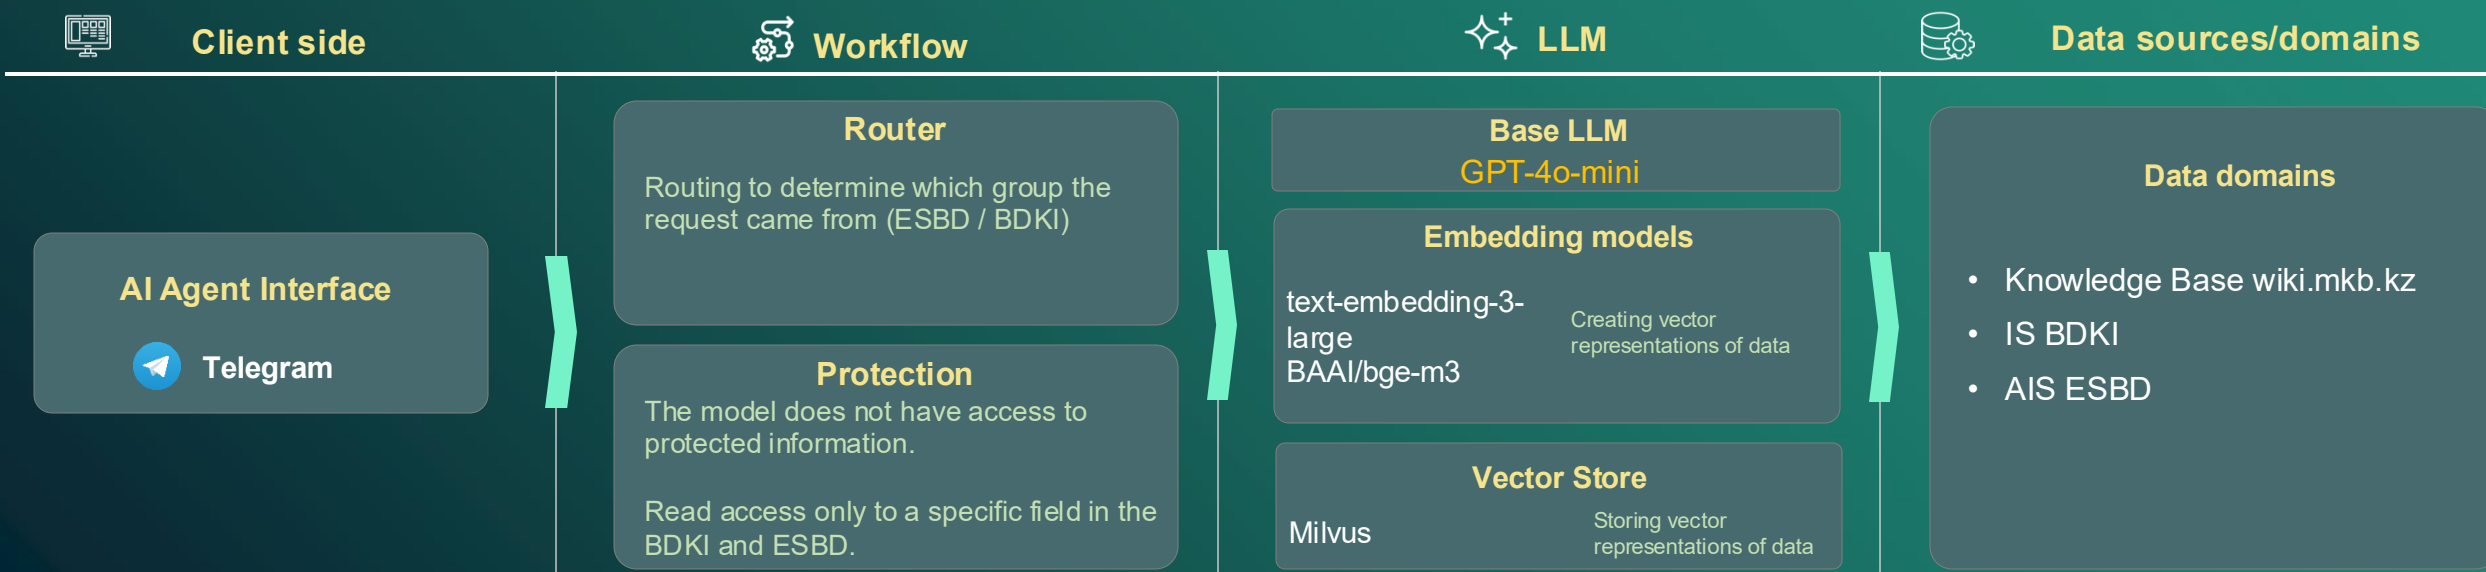 Client side
Workflow
LLM
Data sources/domains
AI Agent Interface
Telegram
Router
Routing to determine which group the
request came from (ESBD / BDKI)
Protection
The model does not have access to
protected information.
Read access only to a specific field in the
BDKI and ESBD.
Base LLM
GPT-4o-mini
Embedding models
text-embedding-3-
large
BAAI/bge-m3
Creating vector
representations of data
Vector Store
Milvus
Storing vector
representations of data
Data domains
• Knowledge Base wiki.mkb.kz
• IS BDKI
• AIS ESBD